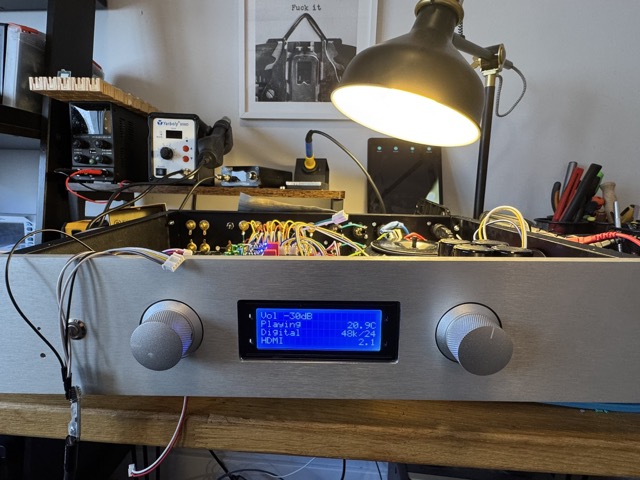 Fuck it
Vol -30dB
Playing 20.9C
Digital 48k/24
HDMI 2.1